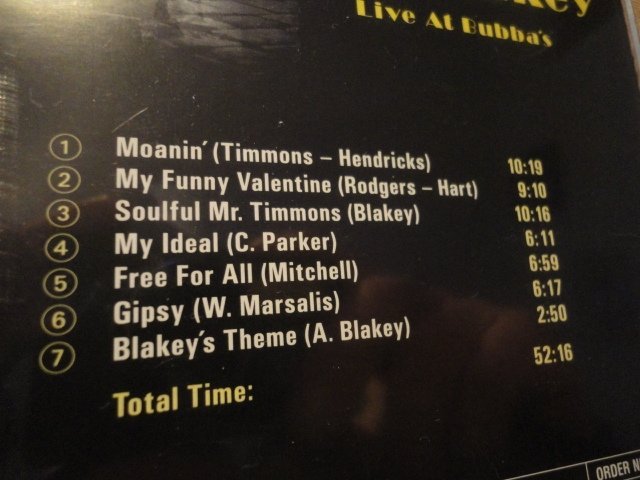 Live At Bubba's
1 Moanin' (Timmons – Hendricks) 10:19
2 My Funny Valentine (Rodgers – Hart) 9:10
3 Soulful Mr. Timmons (Blakey) 10:16
4 My Ideal (C. Parker) 6:11
5 Free For All (Mitchell) 6:59
6 Gipsy (W. Marsalis) 6:17
7 Blakey's Theme (A. Blakey) 2:50
Total Time: 52:16
ORDER